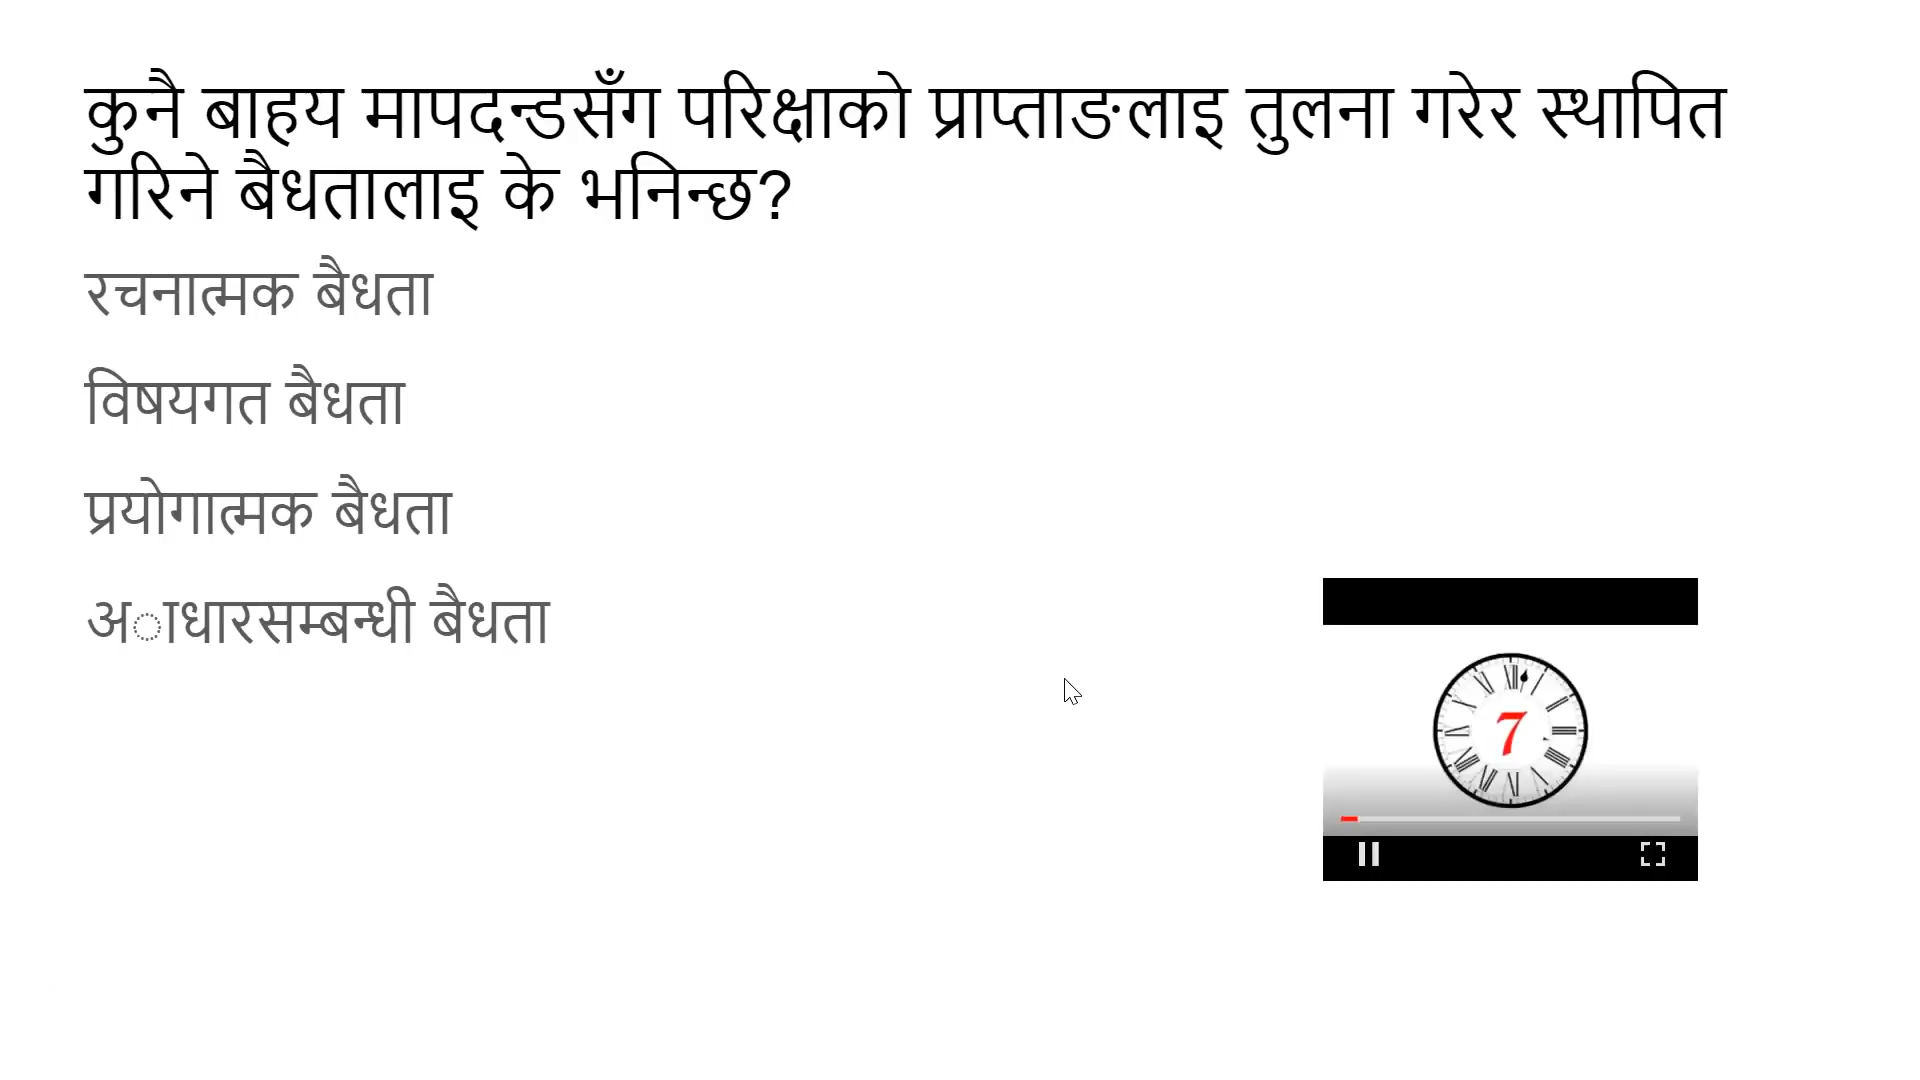 कुनै बाहय मापदन्डसँग परिक्षाको प्राप्ताङलाइ तुलना गरेर स्थापित
गरिने बैधतालाइ के भनिन्छ?
रचनात्मक बैधता
विषयगत बैधता
प्रयोगात्मक बैधता
अाधारसम्बन्धी बैधता
7